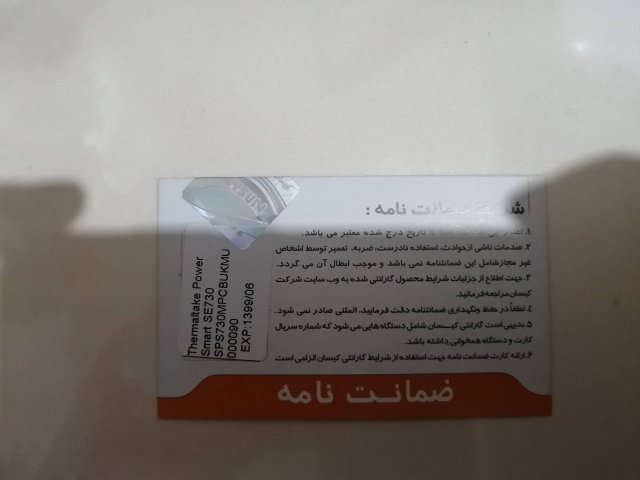 شرایط ضمانت نامه :
۱. اعتبار این ضمانت نامه تا تاریخ درج شده معتبر می باشد.
۲. صدمات ناشی از حوادث، استفاده نادرست، ضربه، تعمیر توسط اشخاص
غیر مجاز شامل این ضمانتنامه نمی باشد و موجب ابطال آن می گردد.
۳. جهت اطلاع از جزئیات شرایط محصول گارانتی شده به وب سایت شرکت
کیسان مراجعه فرمائید.
۴. لطفا در حفظ ونگهداری ضمانتنامه دقت فرمایید، المثنی صادر نمی شود.
۵. بدیهی است گارانتی کیسان شامل دستگاه هایی می شود که شماره سریال
کارت و دستگاه همخوانی داشته باشد.
۶. ارائه کارت ضمانت نامه جهت استفاده از شرایط گارانتی کیسان الزامی است
Thermaltake Power
Smart SE730
SPS730MPCBUKMU
000090
EXP:1399/06
ضمانت نامه